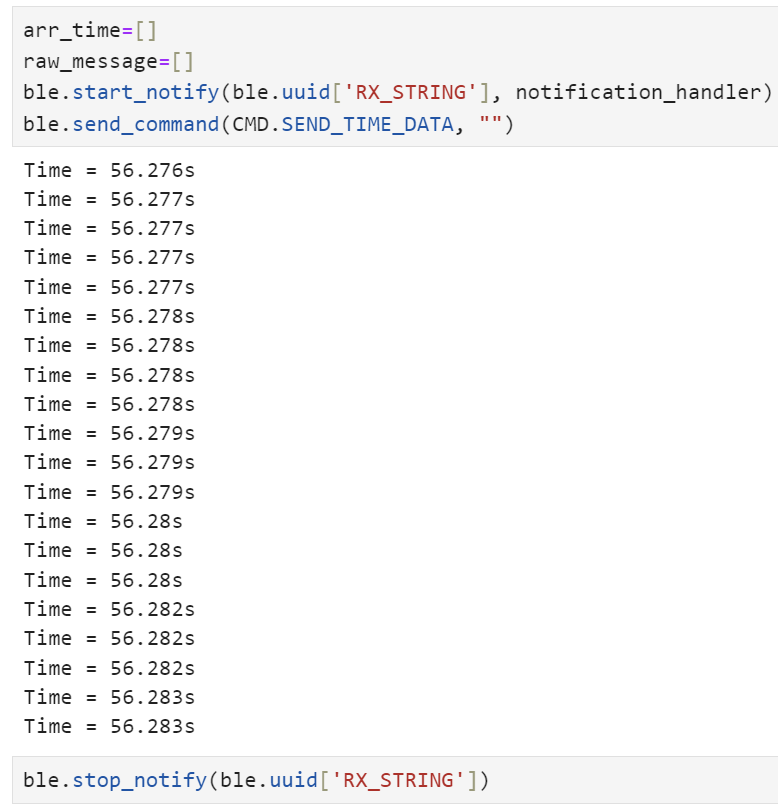 arr_time=[]
raw_message=[]
ble.start_notify(ble.uuid['RX_STRING'], notification_handler)
ble.send_command(CMD.SEND_TIME_DATA, "")
Time = 56.276s
Time = 56.277s
Time = 56.277s
Time = 56.277s
Time = 56.277s
Time = 56.278s
Time = 56.278s
Time = 56.278s
Time = 56.278s
Time = 56.279s
Time = 56.279s
Time = 56.279s
Time = 56.28s
Time = 56.28s
Time = 56.28s
Time = 56.282s
Time = 56.282s
Time = 56.282s
Time = 56.283s
Time = 56.283s
ble.stop_notify(ble.uuid['RX_STRING'])